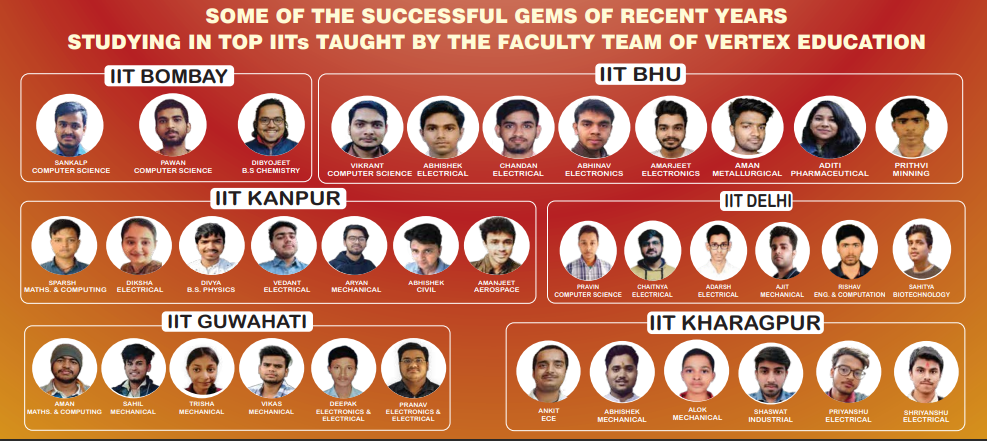 SOME OF THE SUCCESSFUL GEMS OF RECENT YEARS
STUDYING IN TOP IITs TAUGHT BY THE FACULTY TEAM OF VERTEX EDUCATION
IIT BOMBAY
SANKALP
COMPUTER SCIENCE
PAWAN
COMPUTER SCIENCE
DIBYOJEET
B.S CHEMISTRY
IIT BHU
VIKRANT
COMPUTER SCIENCE
ABHISHEK
ELECTRICAL
CHANDAN
ELECTRICAL
ABHINAV
ELECTRONICS
AMARJEET
ELECTRONICS
AMAN
METALLURGICAL
ADITI
PHARMACEUTICAL
PRITHVI
MINNING
IIT KANPUR
SPARSH
MATHS. & COMPUTING
DIKSHA
ELECTRICAL
DIVYA
B.S. PHYSICS
VEDANT
ELECTRICAL
ARYAN
MECHANICAL
ABHISHEK
CIVIL
AMANJEET
AEROSPACE
IIT DELHI
PRAVIN
COMPUTER SCIENCE
CHAITNYA
ELECTRICAL
ADARSH
ELECTRICAL
AJIT
MECHANICAL
RISHAV
ENG. & COMPUTATION
SAHITYA
BIOTECHNOLOGY
IIT GUWAHATI
AMAN
MATHS. & COMPUTING
SAHIL
MECHANICAL
TRISHA
MECHANICAL
VIKAS
MECHANICAL
DEEPAK
ELECTRONICS &
ELECTRICAL
PRANAV
ELECTRONICS &
ELECTRICAL
IIT KHARAGPUR
ANKIT
ECE
ABHISHEK
MECHANICAL
ALOK
MECHANICAL
SHASWAT
INDUSTRIAL
PRIYANSHU
ELECTRICAL
SHRIYANSHU
ELECTRICAL